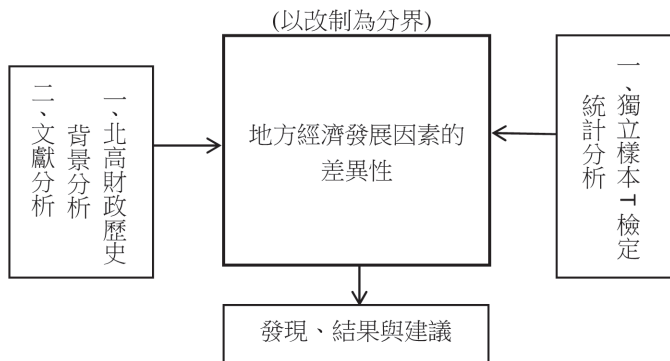 (以改制為分界)
一、北高財政歷史
背景分析
二、文獻分析
地方經濟發展因素的
差異性
一、獨立樣本T檢定
統計分析
發現、結果與建議